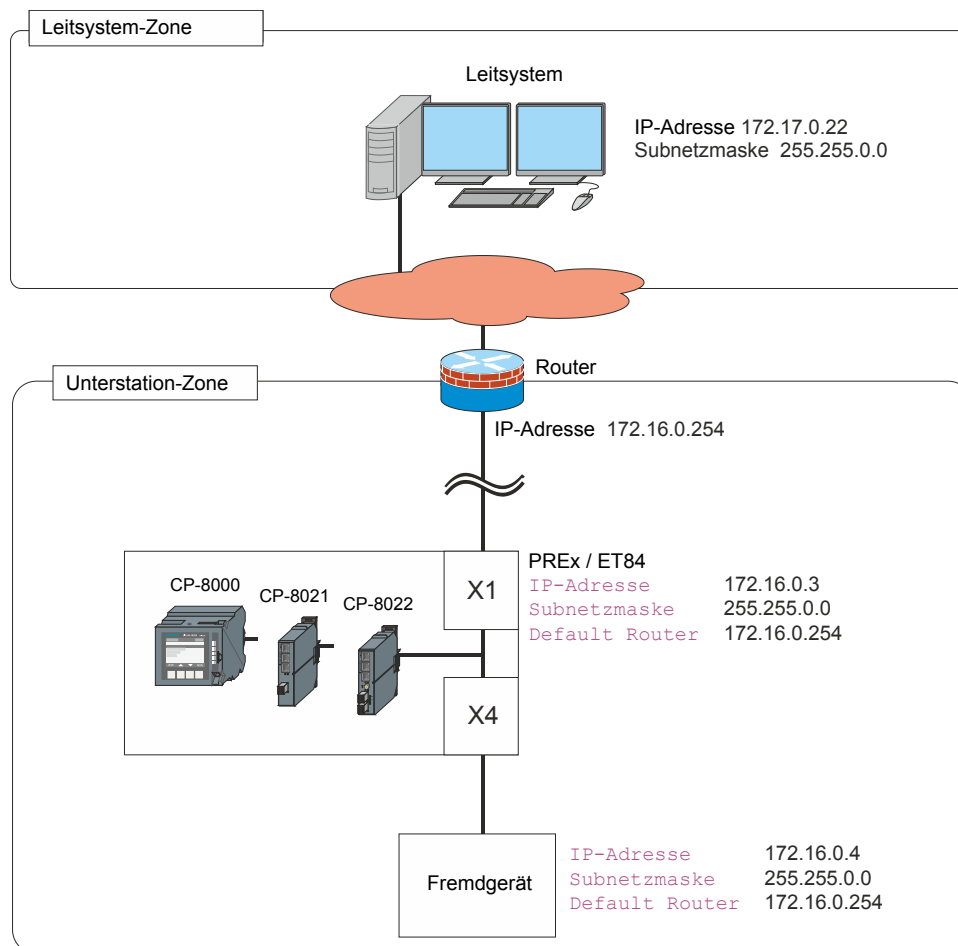 Leitsystem-Zone
Leitsystem
IP-Adresse 172.17.0.22
Subnetzmaske 255.255.0.0
Router
Unterstation-Zone
IP-Adresse 172.16.0.254
PREx / ET84
X1
IP-Adresse 172.16.0.3
Subnetzmaske 255.255.0.0
Default Router 172.16.0.254
CP-8000
CP-8021
CP-8022
X4
Fremdgerät
IP-Adresse 172.16.0.4
Subnetzmaske 255.255.0.0
Default Router 172.16.0.254